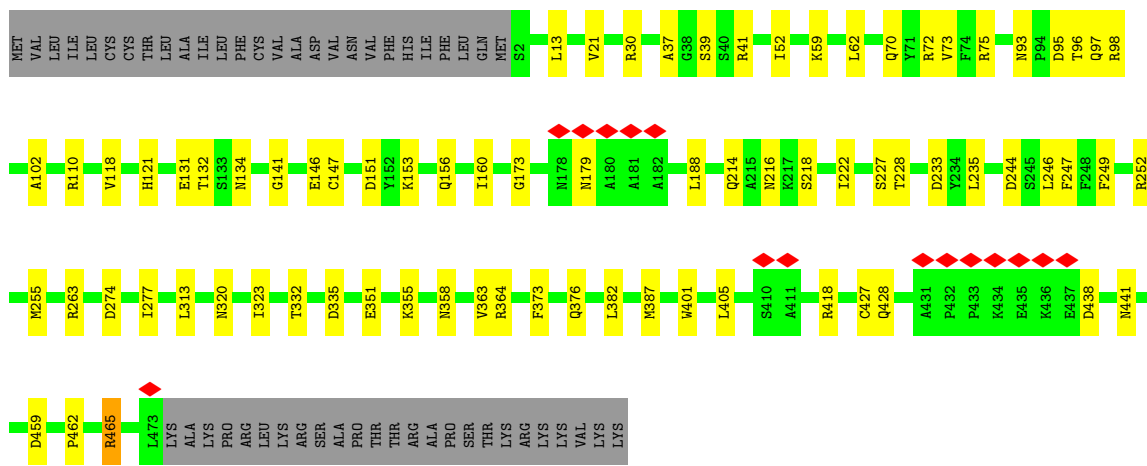 MET VAL LEU ILE LEU CYS CYS THR LEU ALA ILE LEU PHE CYS VAL ALA ASP VAL ASN VAL PHE HIS ILE PHE LEU GLN MET S2 L13 V21 R30 A37 G38 S39 S40 R41 I52 K59 L62 Q70 Y71 R72 V73 F74 R75 N93 P94 D95 T96 Q97 R98
A102 R110 V118 H121 E131 T132 S133 N134 G141 E146 C147 D151 Y152 K153 Q156 I160 G173 N178 N179 A180 A181 A182 L188 Q214 A215 N216 K217 S218 I222 S227 T228 D233 Y234 L235 D244 S245 L246 F247 F248 F249 R252
M255 R263 D274 I277 L313 N320 I323 T332 D335 E351 K355 N358 V363 R364 F373 Q376 L382 M387 W401 L405 S410 A411 R418 C427 Q428 A431 P432 P433 K434 E435 K436 E437 D438 N441
D459 P462 R465 L473 LYS ALA LYS PRO ARG LEU LYS ARG SER ALA PRO THR THR ARG ALA PRO SER THR LYS ARG LYS LYS VAL LYS LYS